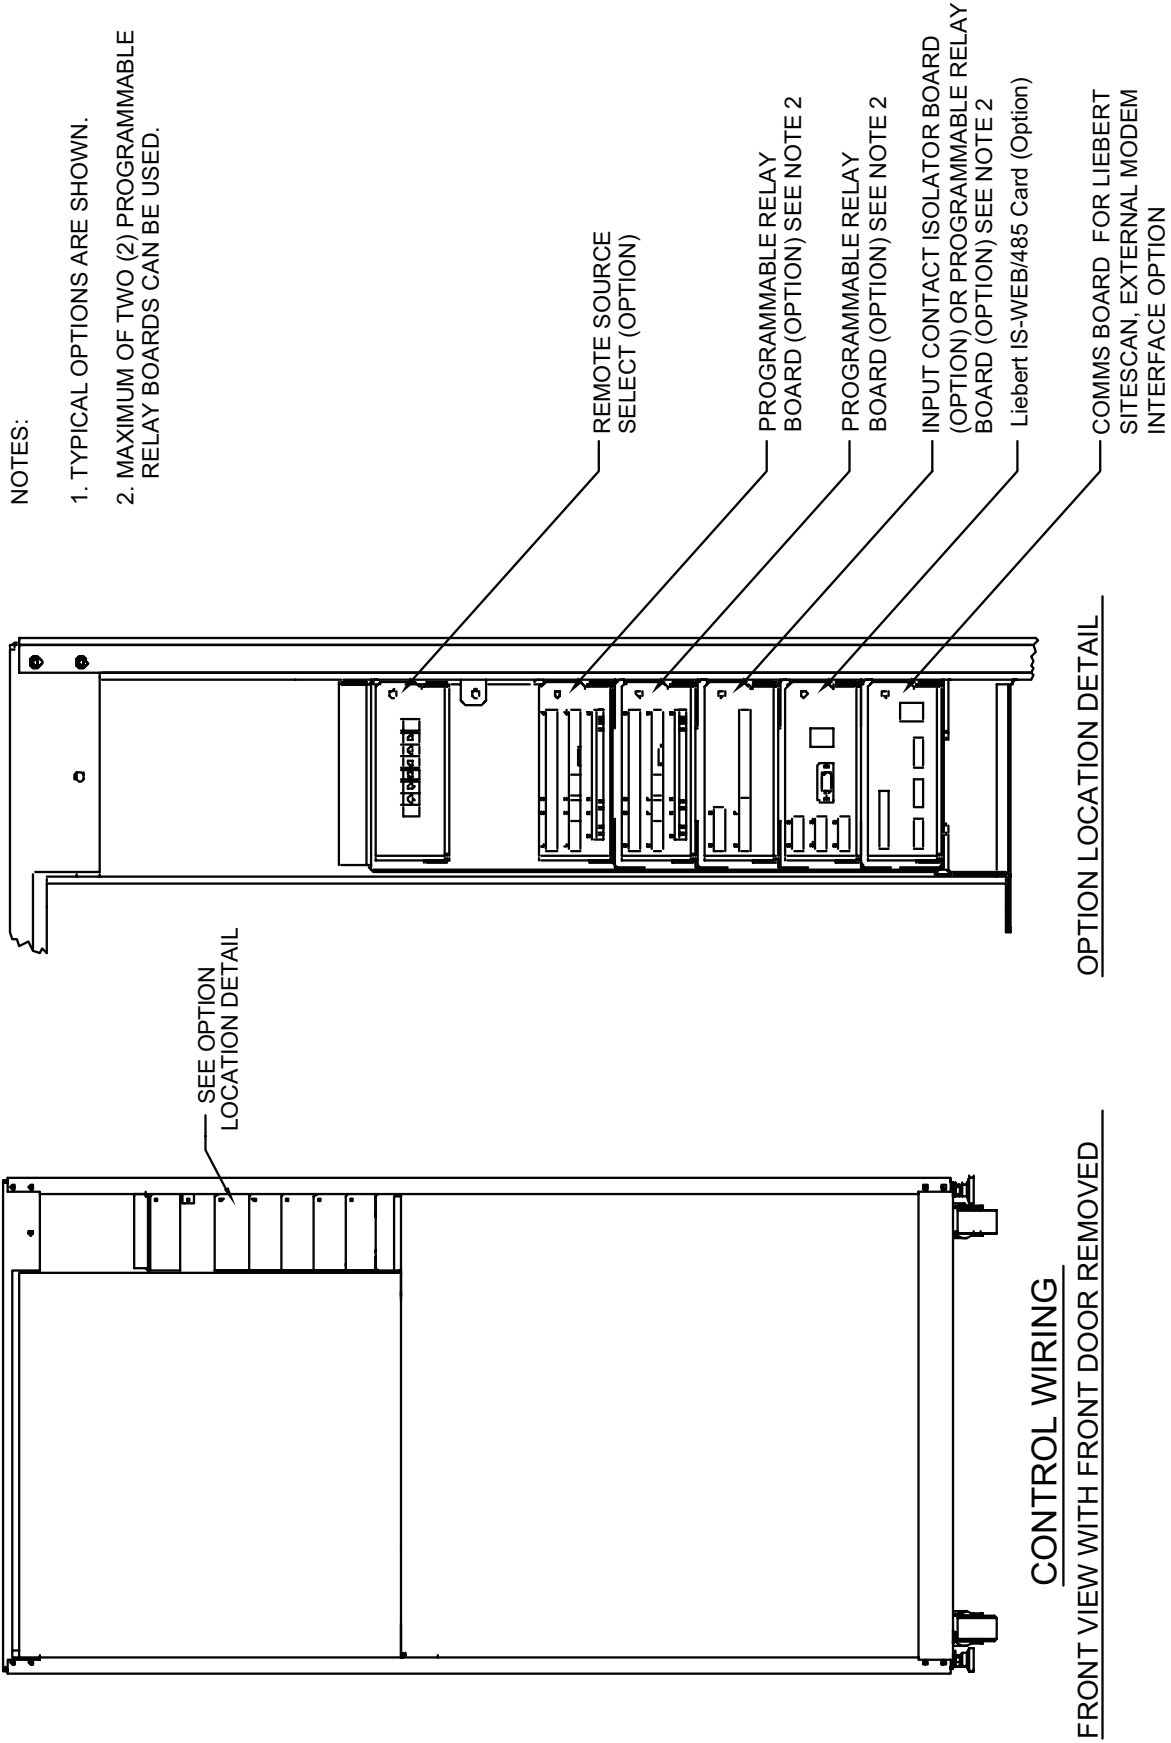 NOTES:
1. TYPICAL OPTIONS ARE SHOWN.
2. MAXIMUM OF TWO (2) PROGRAMMABLE
RELAY BOARDS CAN BE USED.
SEE OPTION
LOCATION DETAIL
REMOTE SOURCE
SELECT (OPTION)
PROGRAMMABLE RELAY
BOARD (OPTION) SEE NOTE 2
PROGRAMMABLE RELAY
BOARD (OPTION) SEE NOTE 2
INPUT CONTACT ISOLATOR BOARD
(OPTION) OR PROGRAMMABLE RELAY
BOARD (OPTION) SEE NOTE 2
Liebert IS-WEB/485 Card (Option)
COMMS BOARD FOR LIEBERT
SITESCAN, EXTERNAL MODEM
INTERFACE OPTION
CONTROL WIRING
FRONT VIEW WITH FRONT DOOR REMOVED
OPTION LOCATION DETAIL